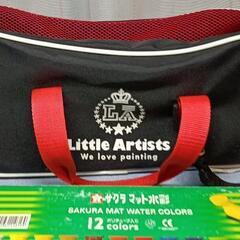 LA
Little Artists
We love painting
サクラマット水彩
SAKURA MAT WATER COLORS
12 colors
CE